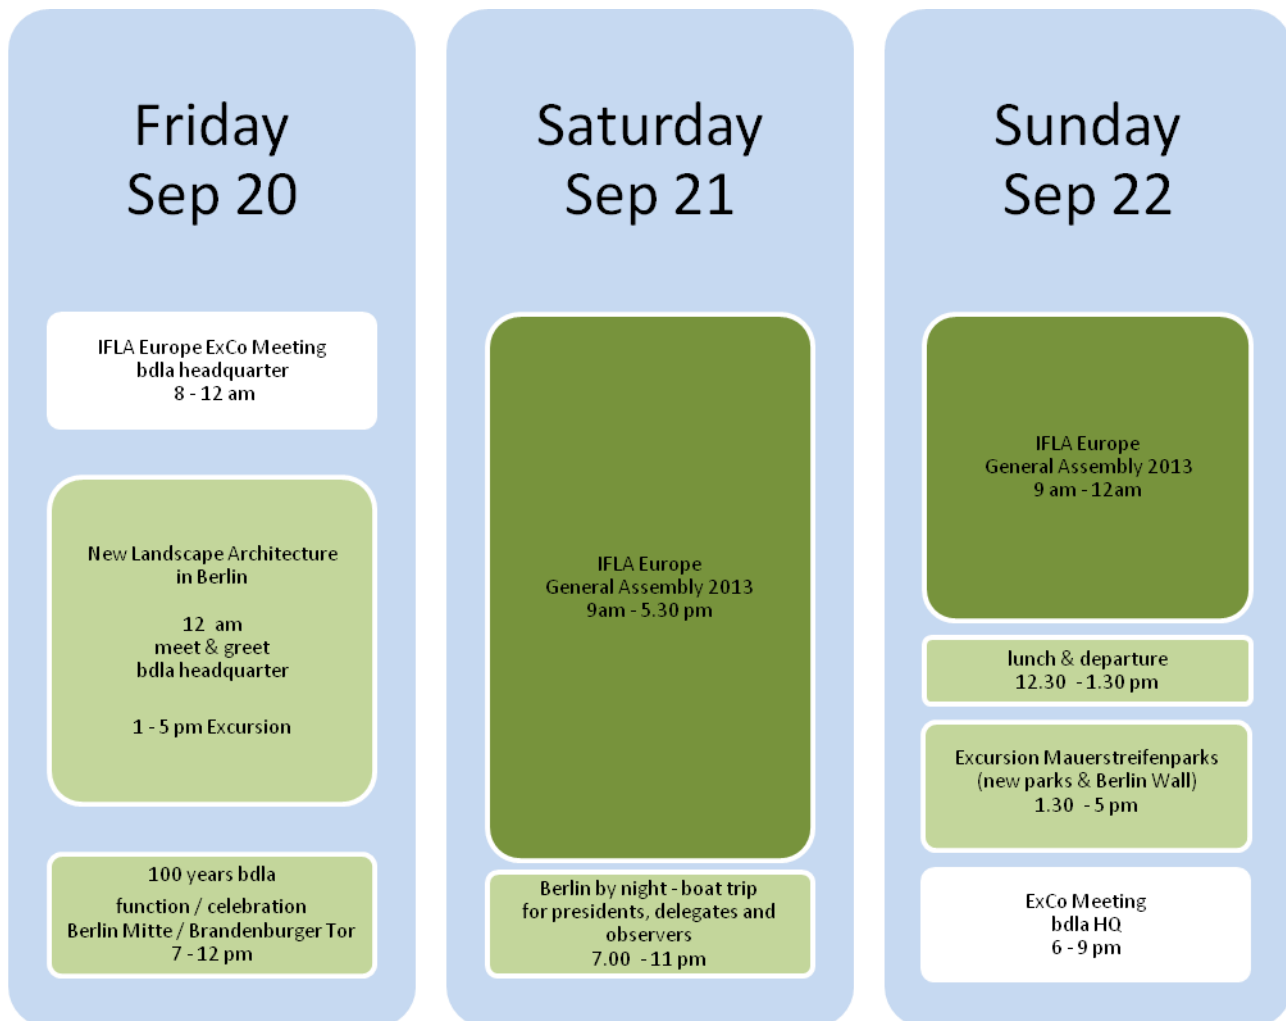 Friday
Sep 20
IFLA Europe ExCo Meeting
bdla headquarter
8 - 12 am
New Landscape Architecture
in Berlin
12 am
meet & greet
bdla headquarter
1 - 5 pm Excursion
100 years bdla
function / celebration
Berlin Mitte / Brandenburger Tor
7 - 12 pm
Saturday
Sep 21
IFLA Europe
General Assembly 2013
9am - 5.30 pm
Berlin by night - boat trip
for presidents, delegates and
observers
7.00 - 11 pm
Sunday
Sep 22
IFLA Europe
General Assembly 2013
9 am - 12am
lunch & departure
12.30 - 1.30 pm
Excursion Mauerstreifenparks
(new parks & Berlin Wall)
1.30 - 5 pm
ExCo Meeting
bdla HQ
6 - 9 pm